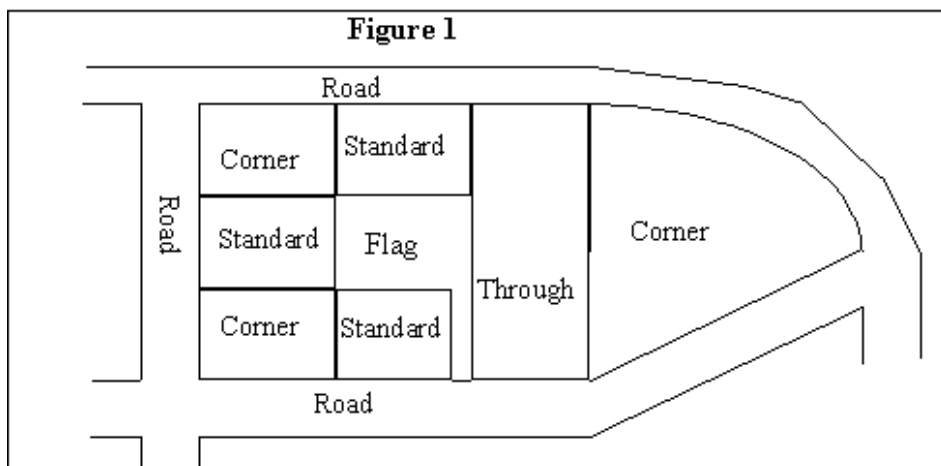 Figure 1
Road
Corner
Standard
Road
Standard
Flag
Corner
Through
Corner
Standard
Road